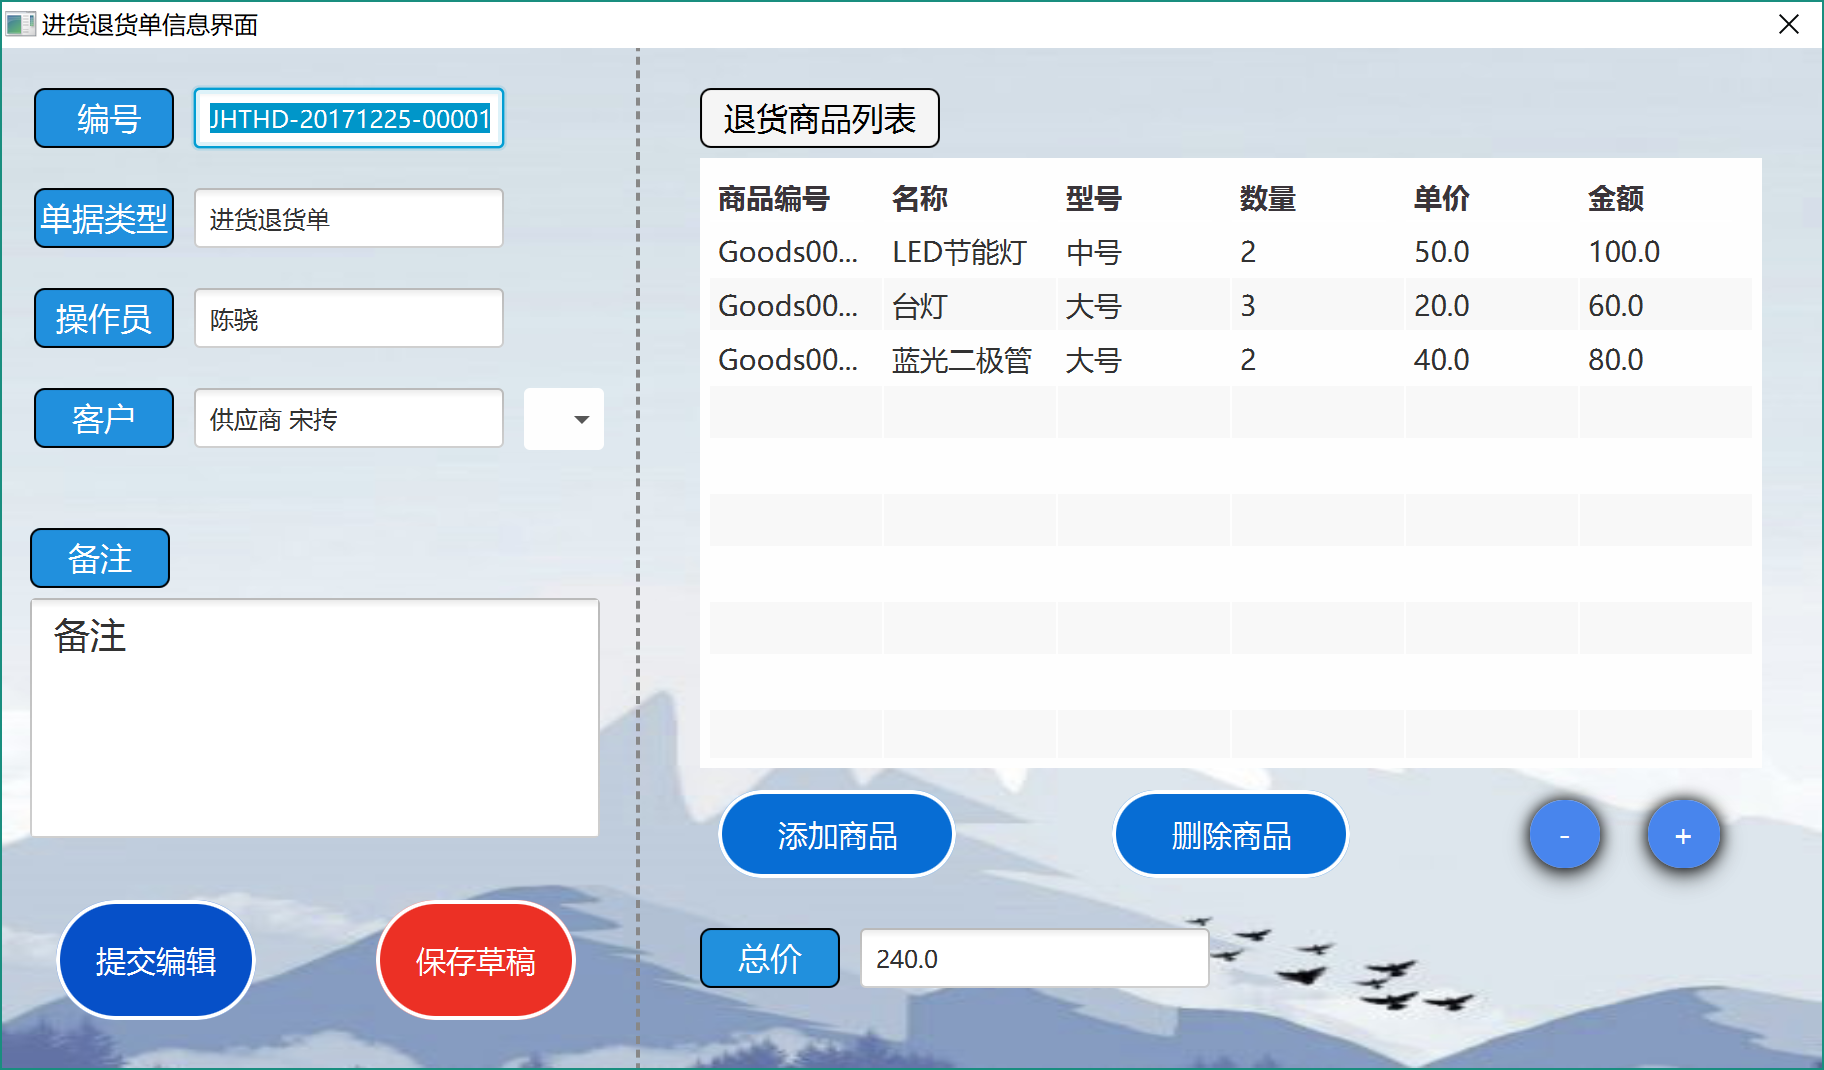 进货退货单信息界面
编号 JHTHD-20171225-00001
单据类型 进货退货单
操作员 陈骁
客户 供应商 宋抟
备注
备注
提交编辑 保存草稿
退货商品列表
商品编号 名称 型号 数量 单价 金额
Goods00... LED节能灯 中号 2 50.0 100.0
Goods00... 台灯 大号 3 20.0 60.0
Goods00... 蓝光二极管 大号 2 40.0 80.0
添加商品 删除商品 - +
总价 240.0